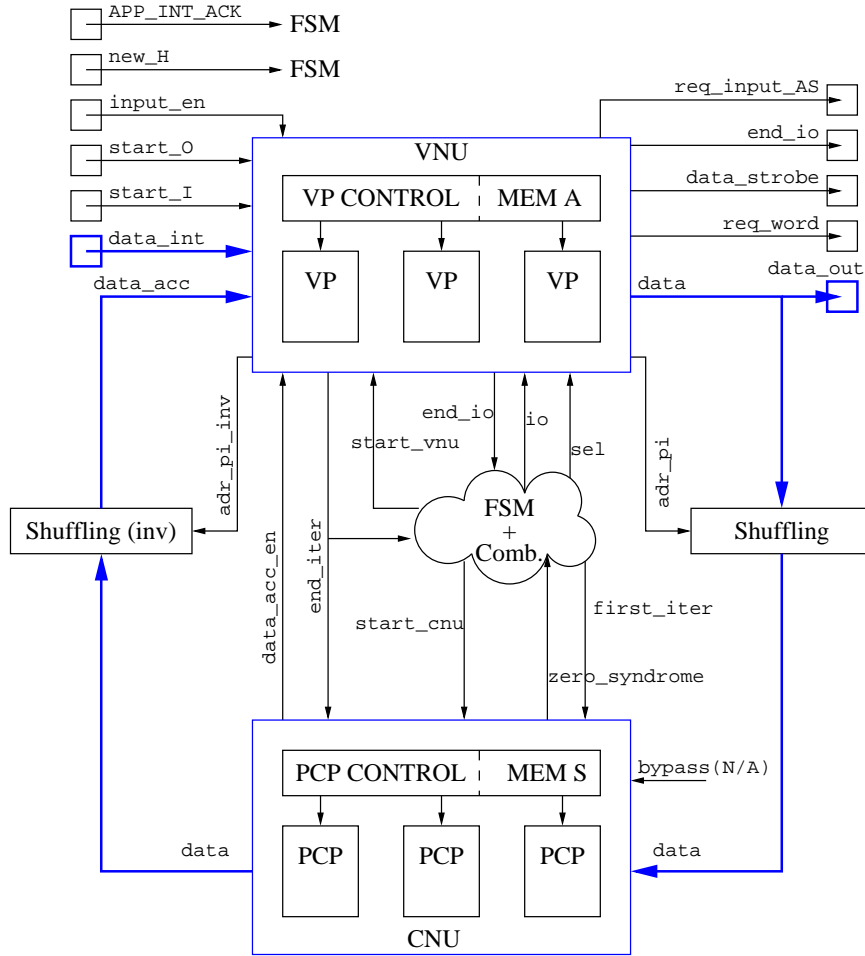 APP_INT_ACK
FSM
new_H
FSM
input_en
req_input_AS
start_O
VNU
end_io
start_I
VP CONTROL
MEM A
data_strobe
data_int
req_word
VP
VP
VP
data_acc
data
data_out
adr_pi_inv
start_vnu
end_io
io
sel
adr_pi
Shuffling (inv)
FSM
+
Comb.
Shuffling
data_acc_en
end_iter
start_cnu
first_iter
zero_syndrome
PCP CONTROL
MEM S
bypass(N/A)
data
PCP
PCP
PCP
data
CNU